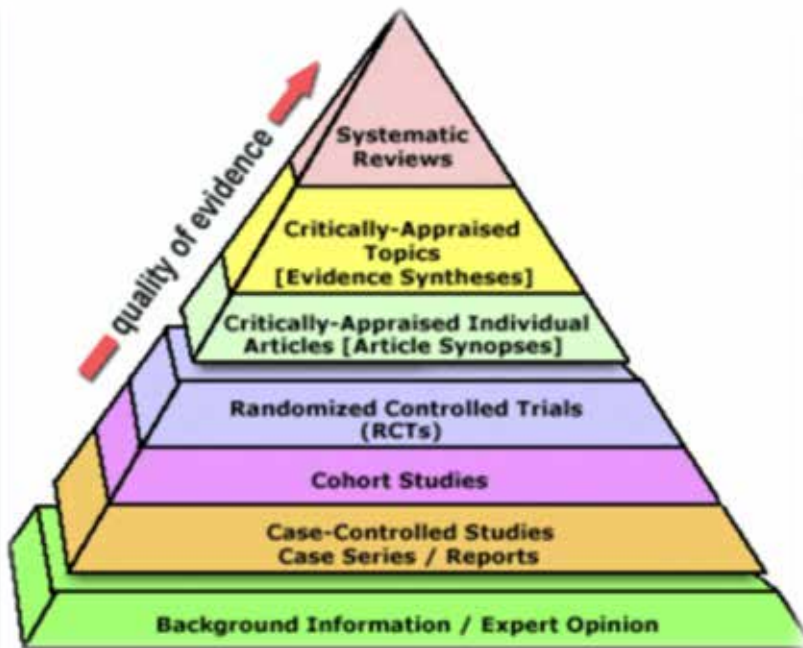 quality of evidence
Systematic
Reviews
Critically-Appraised
Topics
[Evidence Syntheses]
Critically-Appraised Individual
Articles [Article Synopses]
Randomized Controlled Trials
(RCTs)
Cohort Studies
Case-Controlled Studies
Case Series / Reports
Background Information / Expert Opinion